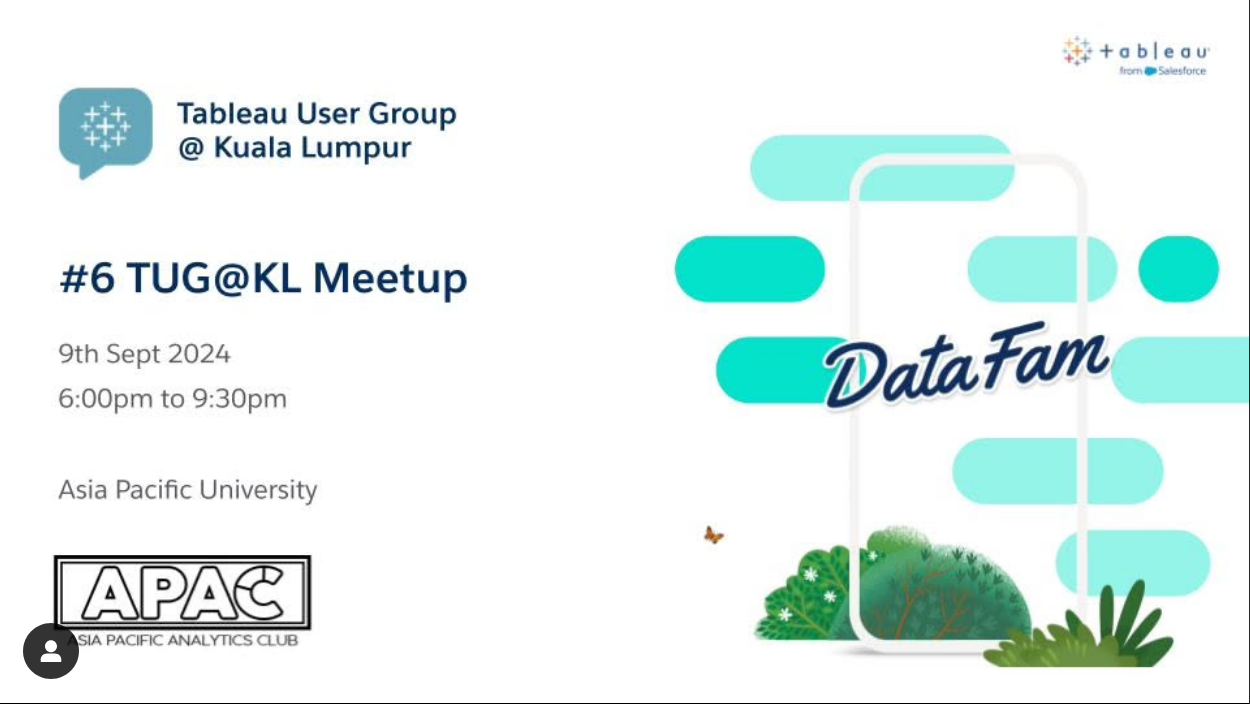 tableau
from Salesforce
Tableau User Group
@ Kuala Lumpur
#6 TUG@KL Meetup
9th Sept 2024
6:00pm to 9:30pm
DataFam
Asia Pacific University
APAC
ASIA PACIFIC ANALYTICS CLUB